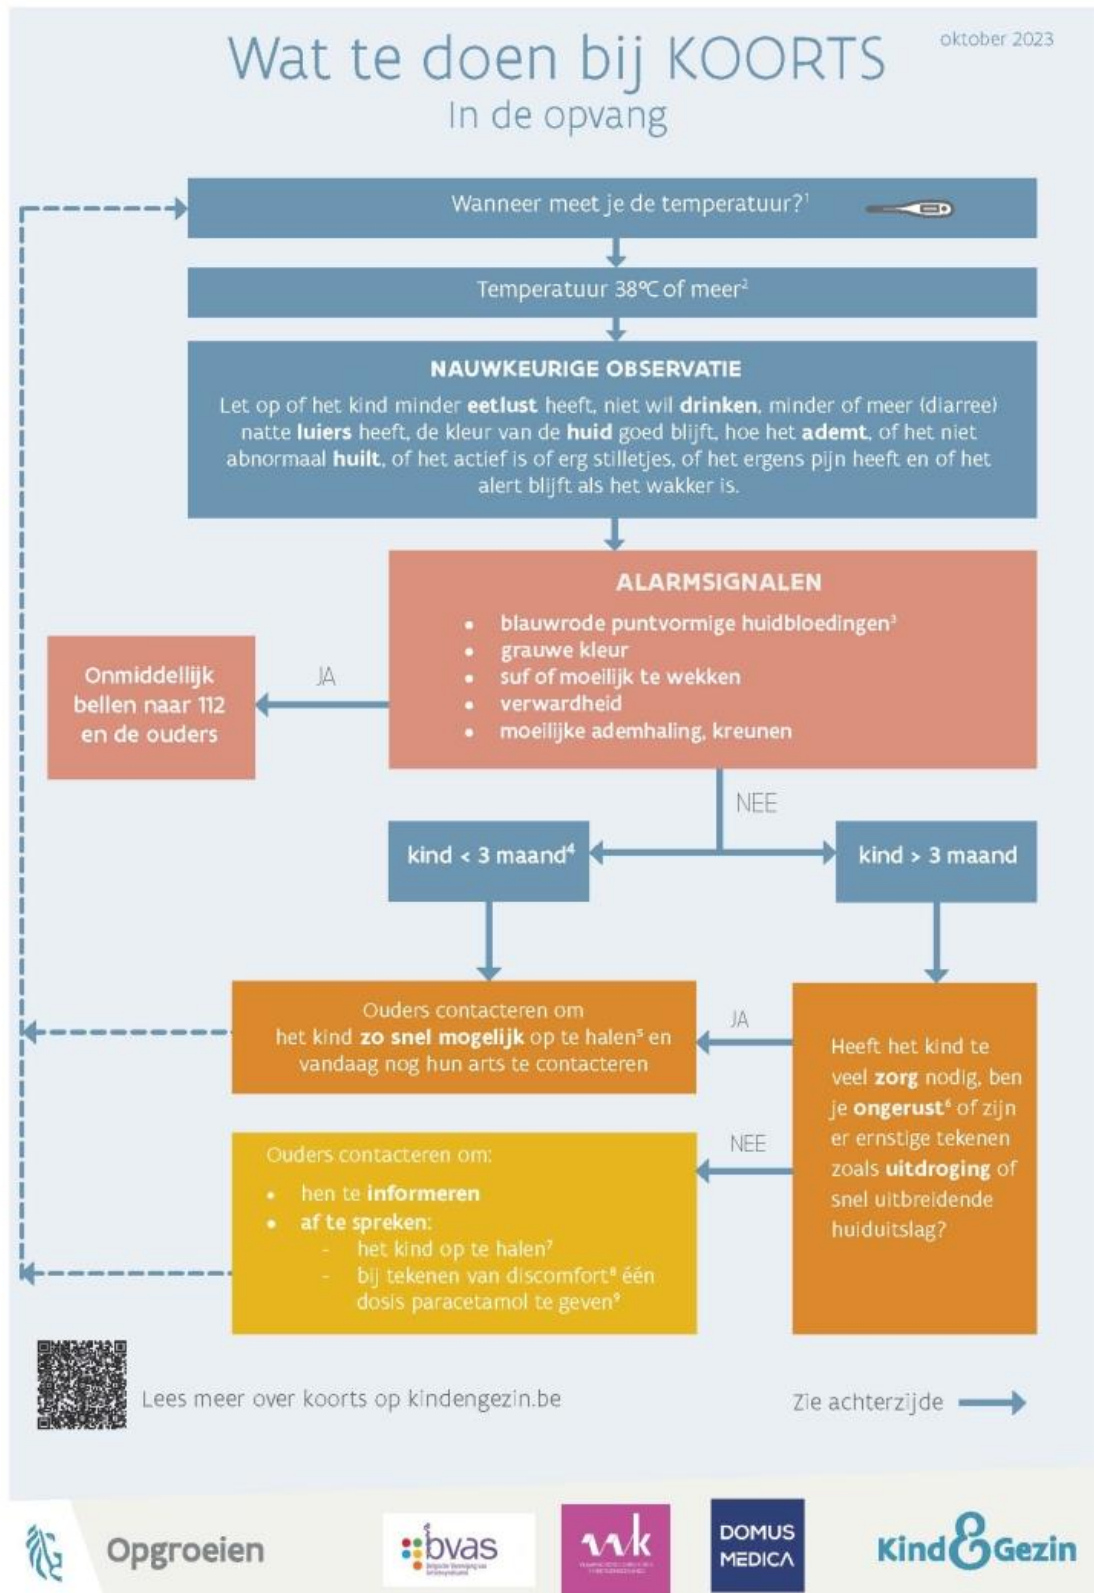 oktober 2023
Wat te doen bij KOORTS
In de opvang
Wanneer meet je de temperatuur?¹
Temperatuur 38°C of meer²
NAUWKEURIGE OBSERVATIE
Let op of het kind minder eetlust heeft, niet wil drinken, minder of meer (diarree)
natte luiers heeft, de kleur van de huid goed blijft, hoe het ademt, of het niet
abnormaal huilt, of het actief is of erg stilletjes, of het ergens pijn heeft en of het
alert blijft als het wakker is.
ALARMSIGNALEN
• blauwrode puntvormige huidbloedingen³
• grauwe kleur
• suf of moeilijk te wekken
• verwardheid
• moeilijke ademhaling, kreunen
JA
Onmiddellijk
bellen naar 112
en de ouders
NEE
kind < 3 maand⁴
kind > 3 maand
Ouders contacteren om
het kind zo snel mogelijk op te halen⁵ en
vandaag nog hun arts te contacteren
JA
Heeft het kind te
veel zorg nodig, ben
je ongerust⁶ of zijn
er ernstige tekenen
zoals uitdroging of
snel uitbreidende
huiduitslag?
NEE
Ouders contacteren om:
• hen te informeren
• af te spreken:
- het kind op te halen⁷
- bij tekenen van discomfort⁸ één
dosis paracetamol te geven⁹
Lees meer over koorts op kindengezin.be
Zie achterzijde
Opgroeien
bvas
vvk
DOMUS
MEDICA
Kind & Gezin